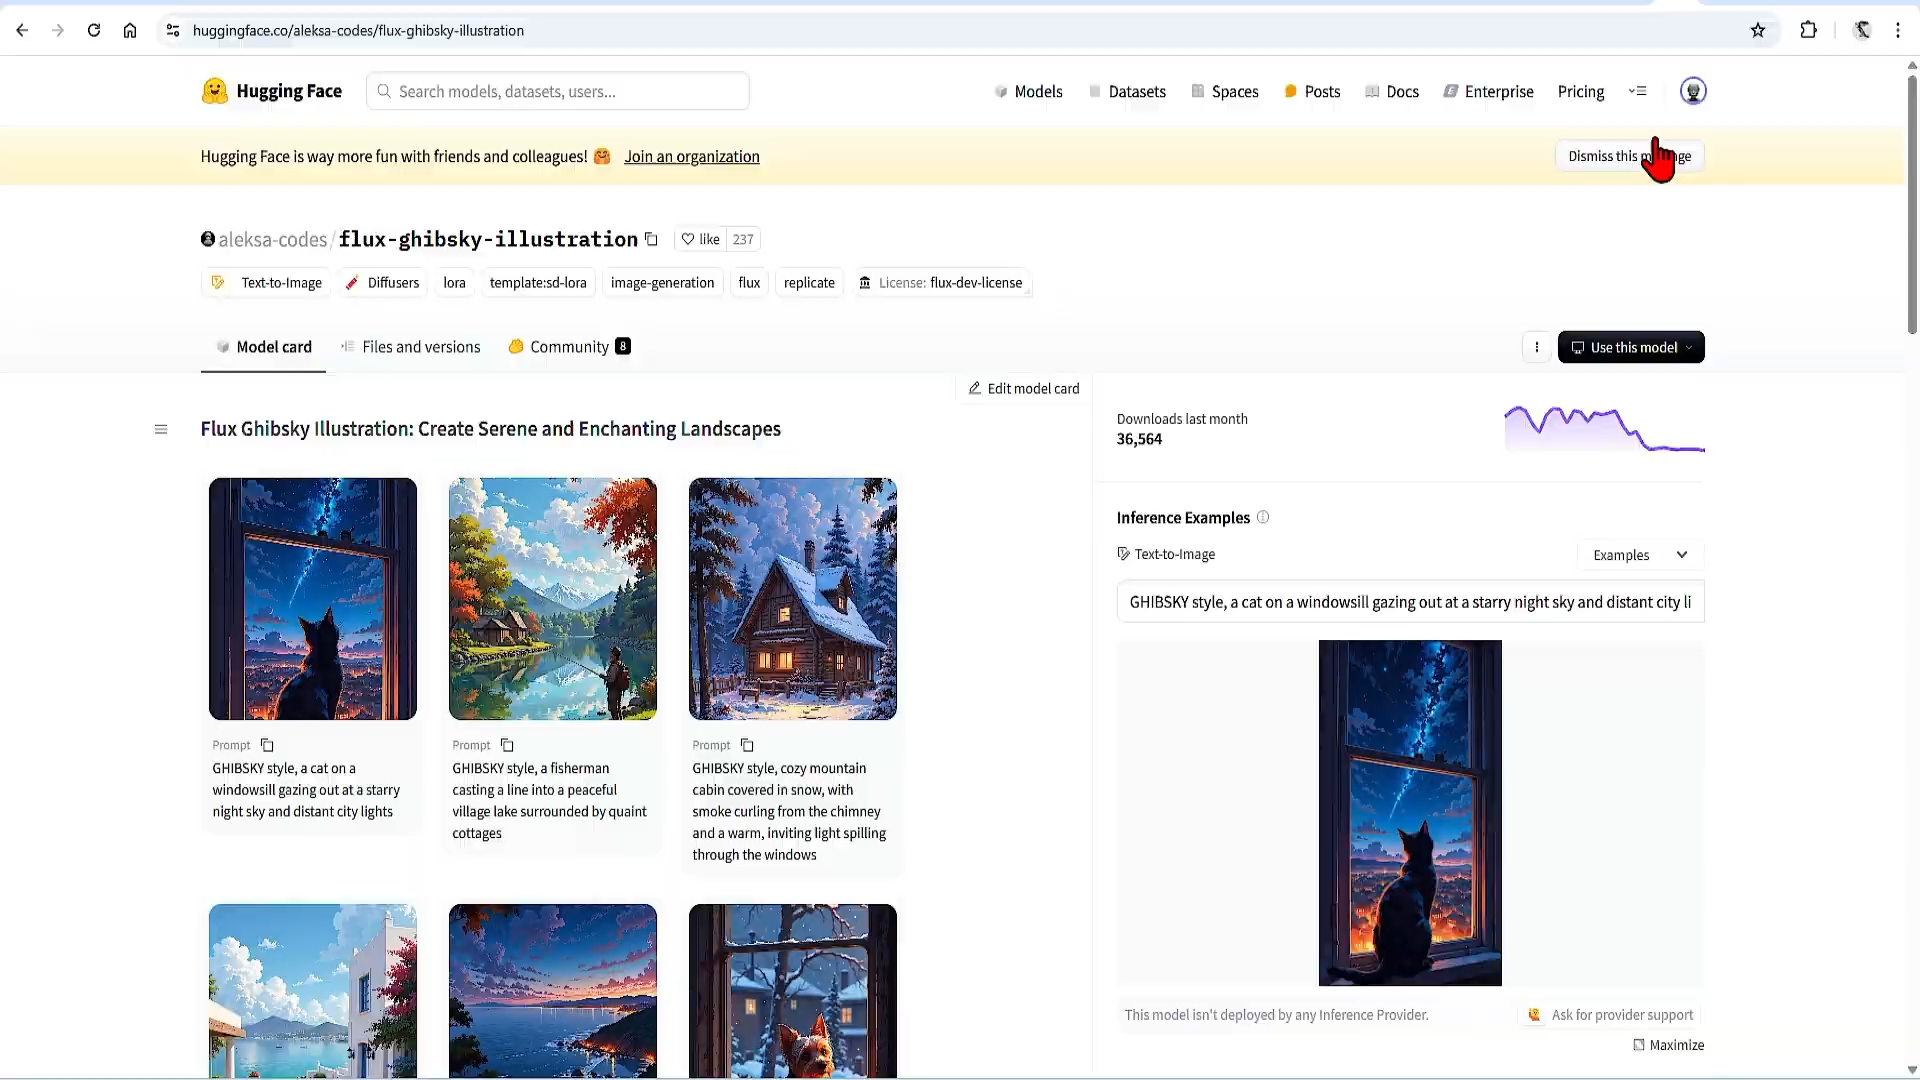 huggingface.co/aleksa-codes/flux-ghibsky-illustration
Hugging Face
Search models, datasets, users...
Models
Datasets
Spaces
Posts
Docs
Enterprise
Pricing
Hugging Face is way more fun with friends and colleagues! 🤗 Join an organization
Dismiss this
aleksa-codes/flux-ghibsky-illustration
like 237
Text-to-Image
Diffusers
lora
template:sd-lora
image-generation
flux
replicate
License: flux-dev-license
Model card
Files and versions
Community 8
Use this model
Edit model card
Flux Ghibsky Illustration: Create Serene and Enchanting Landscapes
Prompt
GHIBSKY style, a cat on a
windowsill gazing out at a starry
night sky and distant city lights
Prompt
GHIBSKY style, a fisherman
casting a line into a peaceful
village lake surrounded by quaint
cottages
Prompt
GHIBSKY style, cozy mountain
cabin covered in snow, with
smoke curling from the chimney
and a warm, inviting light spilling
through the windows
Downloads last month
36,564
Inference Examples
Text-to-Image
Examples
GHIBSKY style, a cat on a windowsill gazing out at a starry night sky and distant city li
This model isn't deployed by any Inference Provider.
Ask for provider support
Maximize